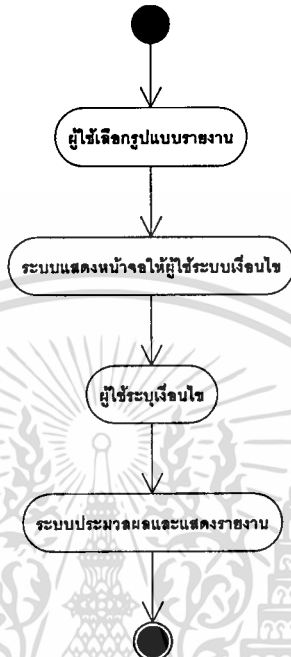 ผู้ใช้เลือกรูปแบบรายงาน
ระบบแสดงหน้าจอให้ผู้ใช้ระบบเงื่อนไข
ผู้ใช้ระบุเงื่อนไข
ระบบประมวลผลและแสดงรายงาน